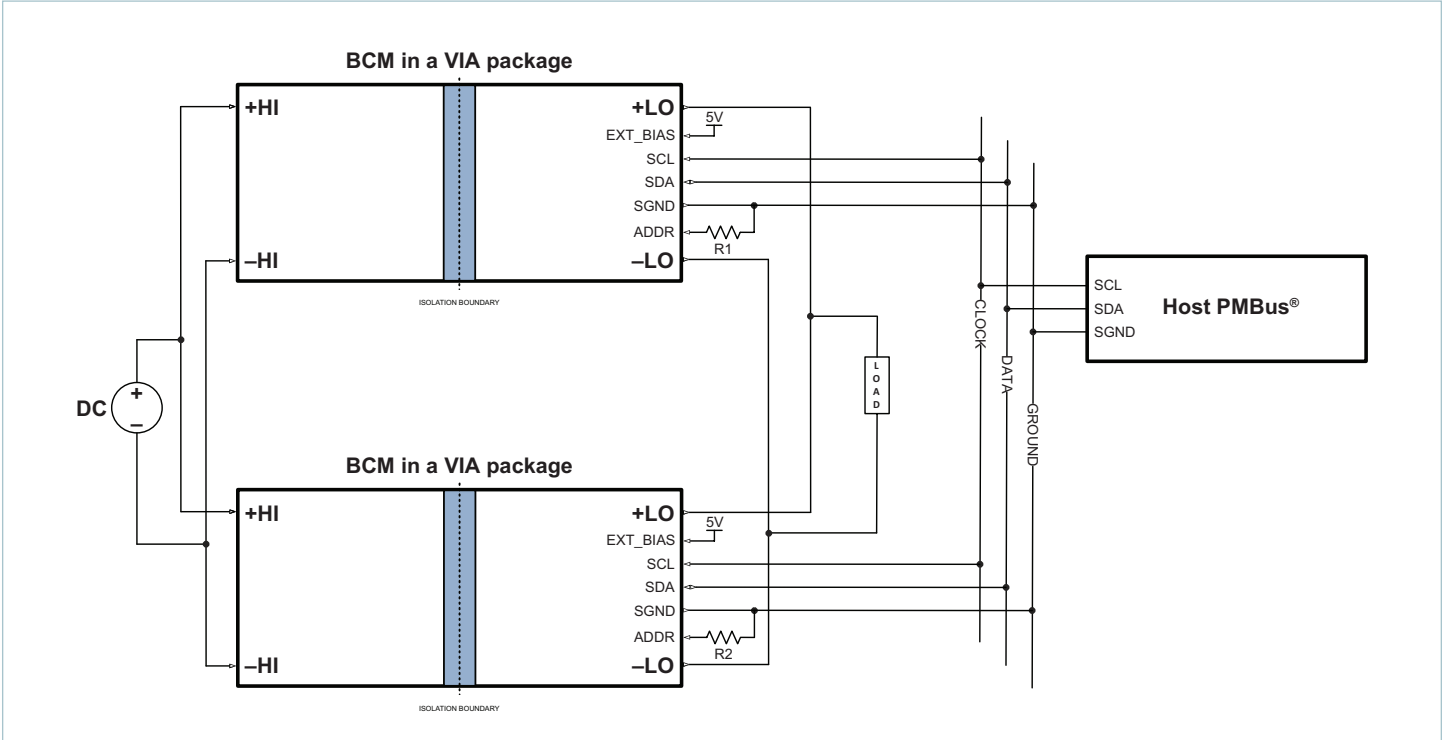 BCM in a VIA package
+HI
–HI
+LO
EXT_BIAS
5V
SCL
SDA
SGND
ADDR
R1
–LO
ISOLATION BOUNDARY
DC
+
–
LOAD
CLOCK
DATA
GROUND
SCL
SDA
SGND
Host PMBus®
BCM in a VIA package
+HI
–HI
+LO
EXT_BIAS
5V
SCL
SDA
SGND
ADDR
R2
–LO
ISOLATION BOUNDARY